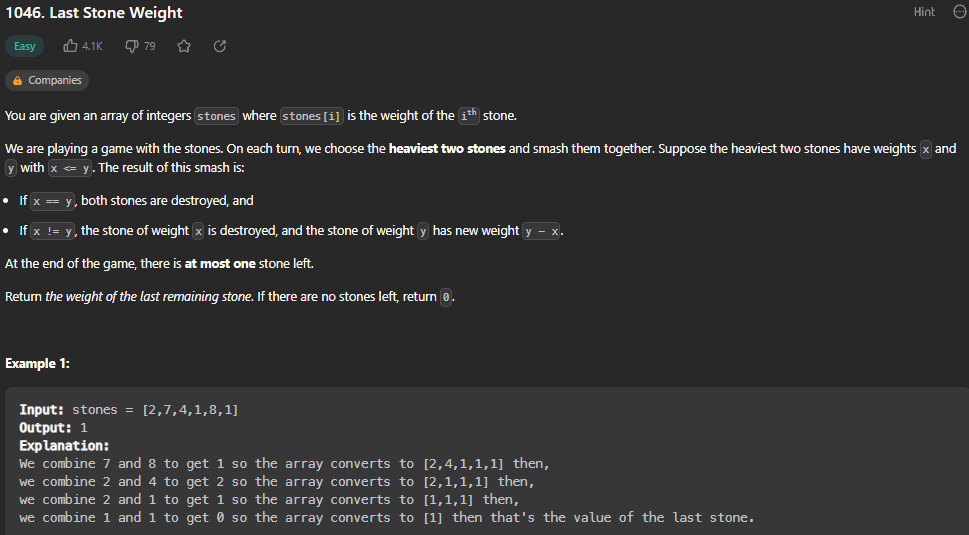 1046. Last Stone Weight
Hint
Easy
4.1K
79
Companies
You are given an array of integers stones where stones[i] is the weight of the ith stone.
We are playing a game with the stones. On each turn, we choose the heaviest two stones and smash them together. Suppose the heaviest two stones have weights x and
y with x <= y. The result of this smash is:
• If x == y, both stones are destroyed, and
• If x != y, the stone of weight x is destroyed, and the stone of weight y has new weight y - x.
At the end of the game, there is at most one stone left.
Return the weight of the last remaining stone. If there are no stones left, return 0.
Example 1:
Input: stones = [2,7,4,1,8,1]
Output: 1
Explanation:
We combine 7 and 8 to get 1 so the array converts to [2,4,1,1,1] then,
we combine 2 and 4 to get 2 so the array converts to [2,1,1,1] then,
we combine 2 and 1 to get 1 so the array converts to [1,1,1] then,
we combine 1 and 1 to get 0 so the array converts to [1] then that's the value of the last stone.